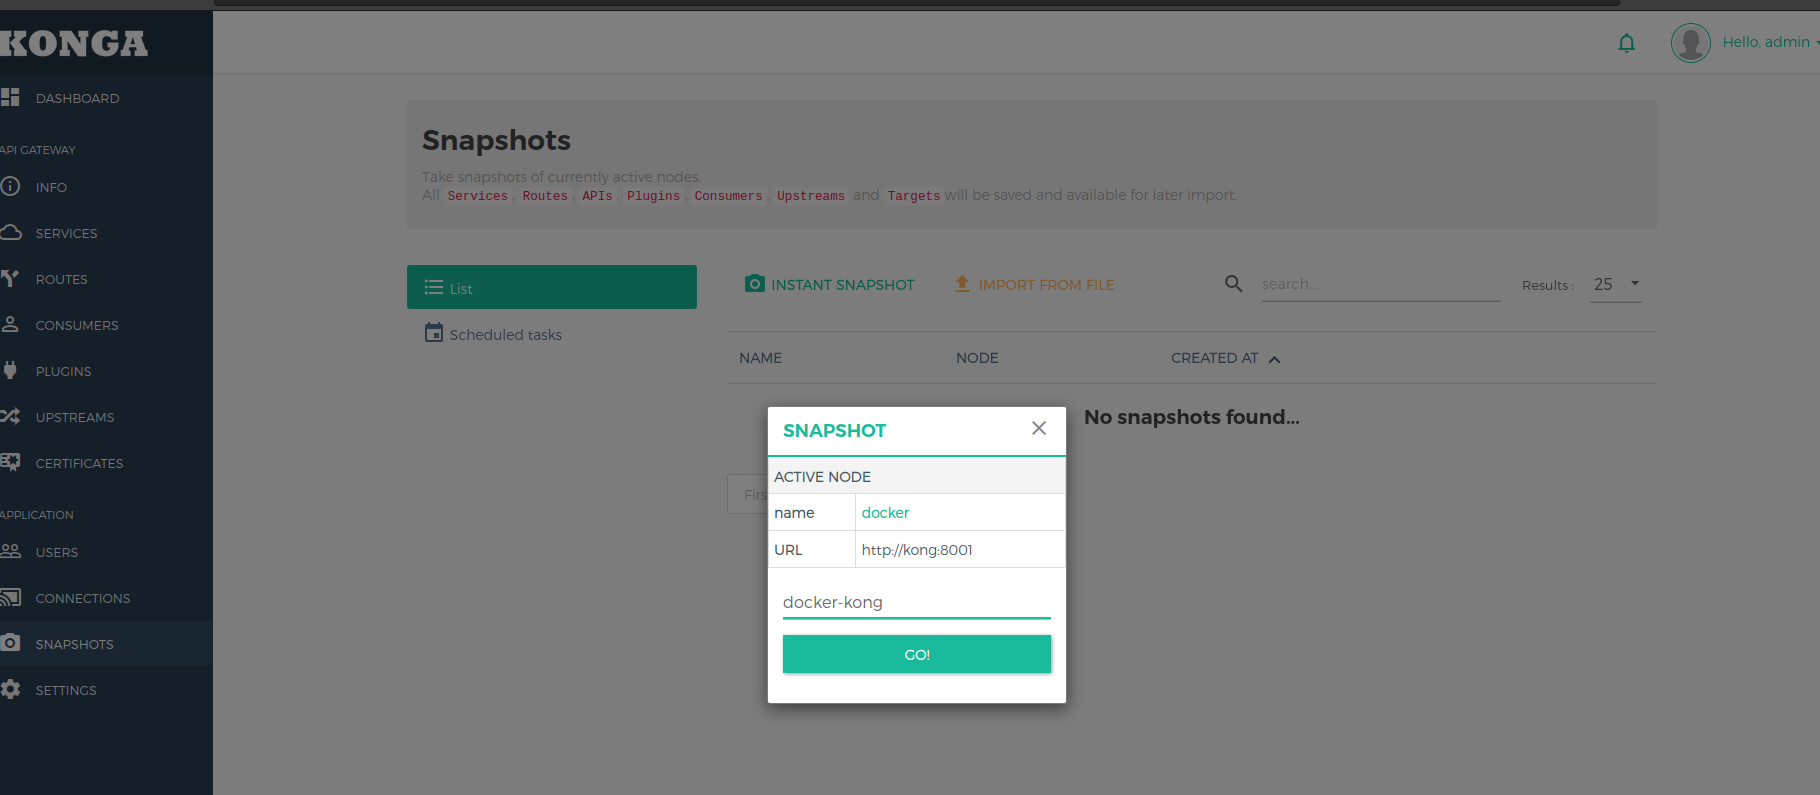 KONGA
Hello, admin
DASHBOARD
API GATEWAY
INFO
SERVICES
ROUTES
CONSUMERS
PLUGINS
UPSTREAMS
CERTIFICATES
APPLICATION
USERS
CONNECTIONS
SNAPSHOTS
SETTINGS
Snapshots
Take snapshots of currently active nodes.
All Services, Routes, APIs, Plugins, Consumers, Upstreams and Targets will be saved and available for later import.
List
Scheduled tasks
INSTANT SNAPSHOT IMPORT FROM FILE search... Results : 25
NAME NODE CREATED AT
No snapshots found...
Firs
SNAPSHOT
ACTIVE NODE
name docker
URL http://kong:8001
docker-kong
GO!